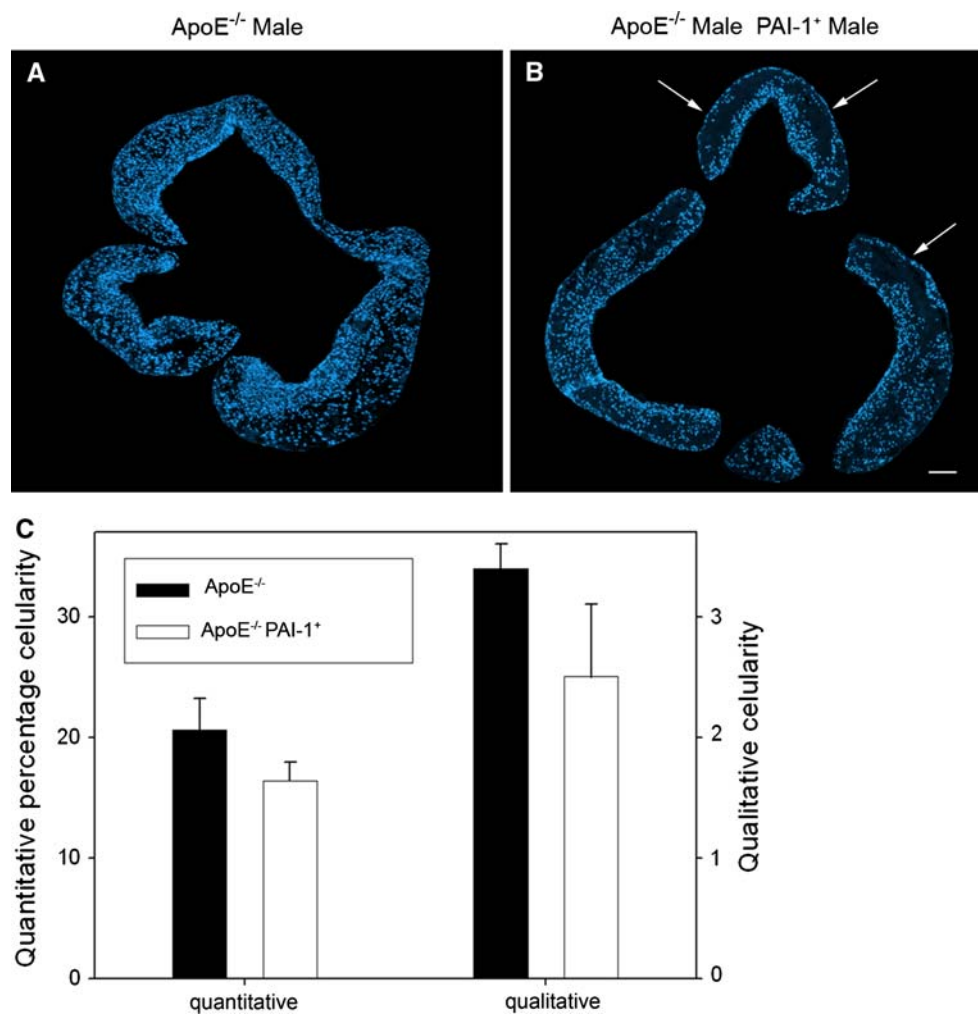 ApoE-/- Male
ApoE-/- Male PAI-1+ Male
A
B
C
Quantitative percentage celularity
30
20
10
0
ApoE-/-
ApoE-/- PAI-1+
3
2
1
0
Qualitative celularity
quantitative
qualitative